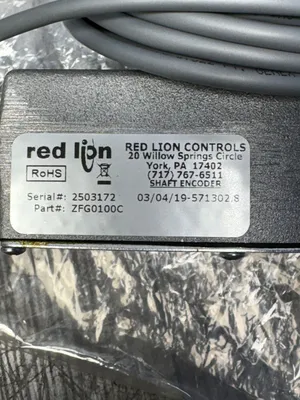 red lion
RoHS
RED LION CONTROLS
20 Willow Springs Circle
York, PA 17402
(717) 767-6511
SHAFT ENCODER
Serial#: 2503172
03/04/19-571302.8
Part#: ZFG0100C